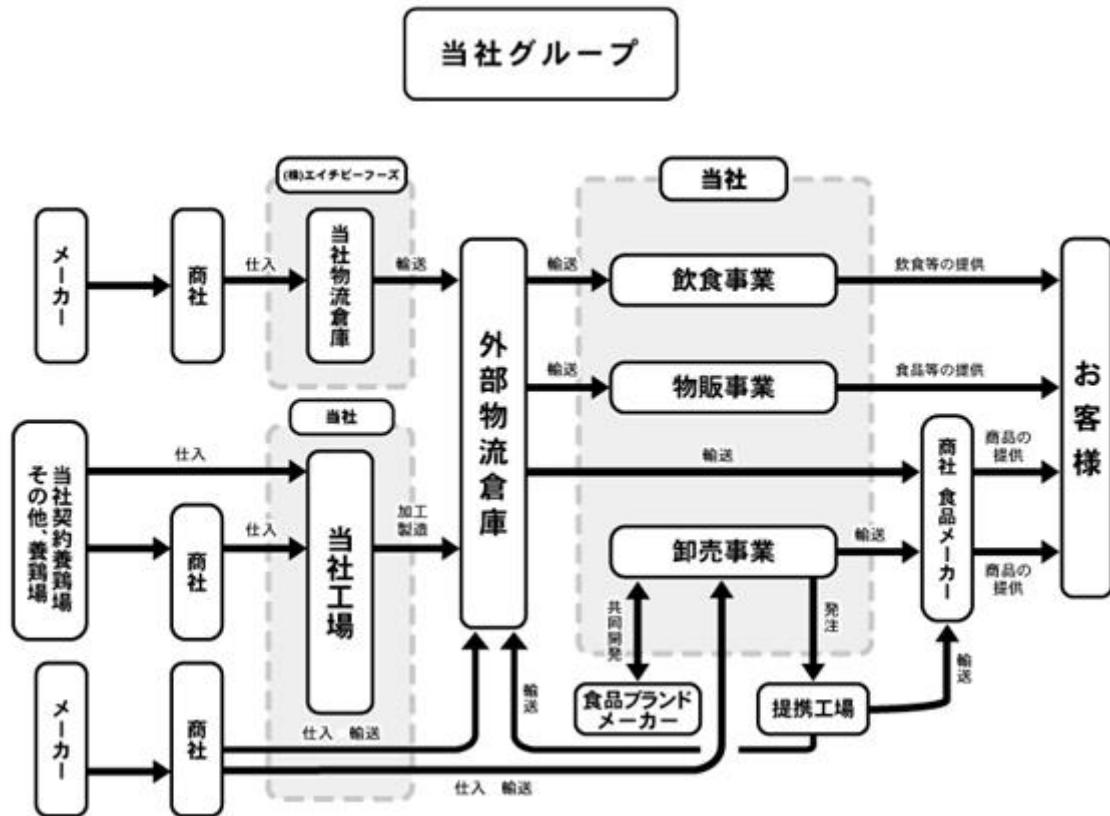 当社グループ
(株)エイチビーフーズ
当社
メーカー
商社
仕入
当社物流倉庫
輸送
外部物流倉庫
輸送
飲食事業
飲食等の提供
お客様
輸送
物販事業
食品等の提供
当社
当社契約養鶏場
その他、養鶏場
仕入
商社
仕入
当社工場
加工
製造
輸送
商社 食品メーカー
商品の
提供
卸売事業
輸送
商品の
提供
共同開発
発注
食品ブランド
メーカー
提携工場
輸送
輸送
メーカー
商社
仕入 輸送
仕入 輸送